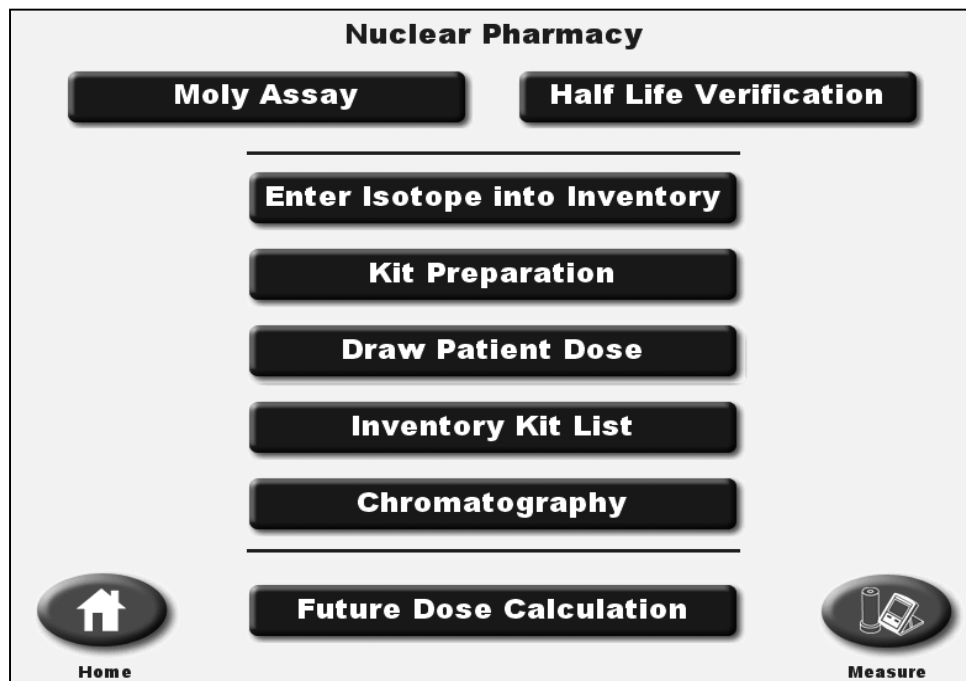 Nuclear Pharmacy
Moly Assay
Half Life Verification
Enter Isotope into Inventory
Kit Preparation
Draw Patient Dose
Inventory Kit List
Chromatography
Future Dose Calculation
Home
Measure